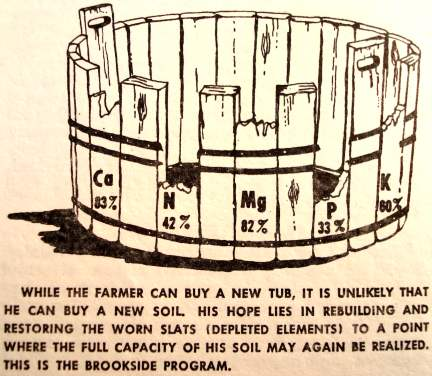 Ca
83%
N
42%
Mg
82%
P
33%
K
60%
WHILE THE FARMER CAN BUY A NEW TUB, IT IS UNLIKELY THAT
HE CAN BUY A NEW SOIL. HIS HOPE LIES IN REBUILDING AND
RESTORING THE WORN SLATS (DEPLETED ELEMENTS) TO A POINT
WHERE THE FULL CAPACITY OF HIS SOIL MAY AGAIN BE REALIZED.
THIS IS THE BROOKSIDE PROGRAM.